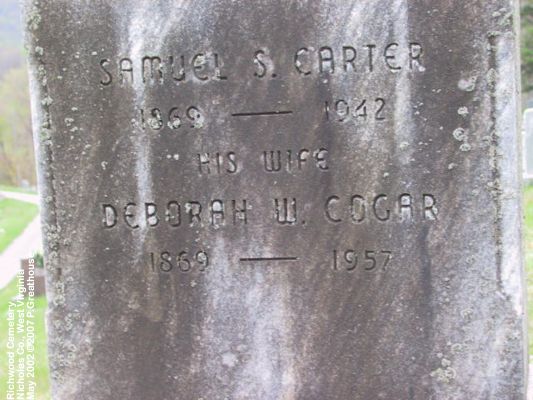 SAMUEL S. CARTER
1869 — 1942
HIS WIFE
DEBORAH W. COGAR
1869 — 1957
Richwood Cemetery,
Nicholas Co., West Virginia
May 2002 ©2007 P.Greathouse